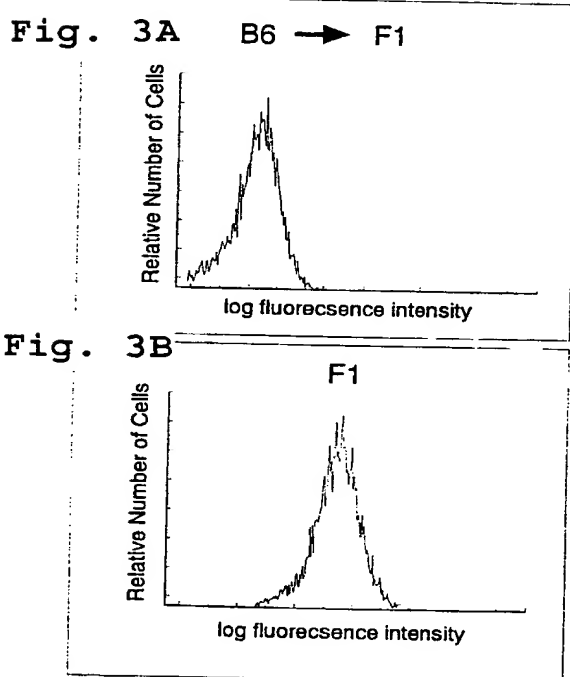 Fig. 3A B6 → F1
Relative Number of Cells
log fluorecsence intensity
Fig. 3B
F1
Relative Number of Cells
log fluorecsence intensity